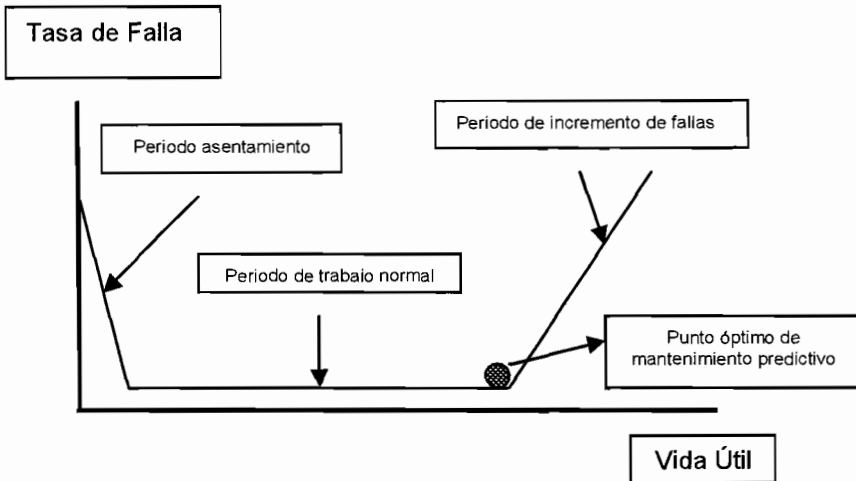 Tasa de Falla
Periodo de incremento de fallas
Periodo asentamiento
Periodo de trabaio normal
Punto óptimo de
mantenimiento predictivo
Vida Útil